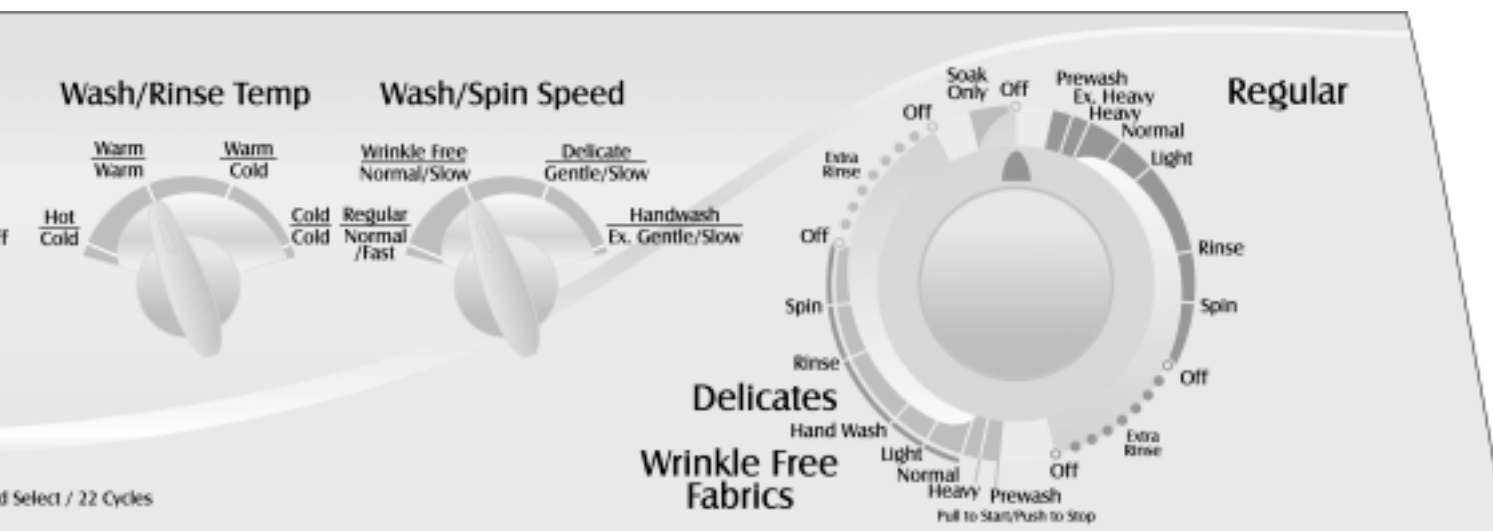 Wash/Rinse Temp
Warm
Warm
Warm
Cold
Hot
Cold
Cold
Cold
Wash/Spin Speed
Wrinkle Free
Normal/Slow
Delicate
Gentle/Slow
Regular
Normal
/Fast
Handwash
Ex. Gentle/Slow
Regular
Soak
Only
Off
Prewash
Ex. Heavy
Heavy
Normal
Light
Rinse
Spin
Off
Extra
Rinse
Off
Off
Extra
Rinse
Off
Spin
Rinse
Delicates
Hand Wash
Light
Normal
Heavy
Prewash
Wrinkle Free
Fabrics
Pull to Start/Push to Stop
Select / 22 Cycles